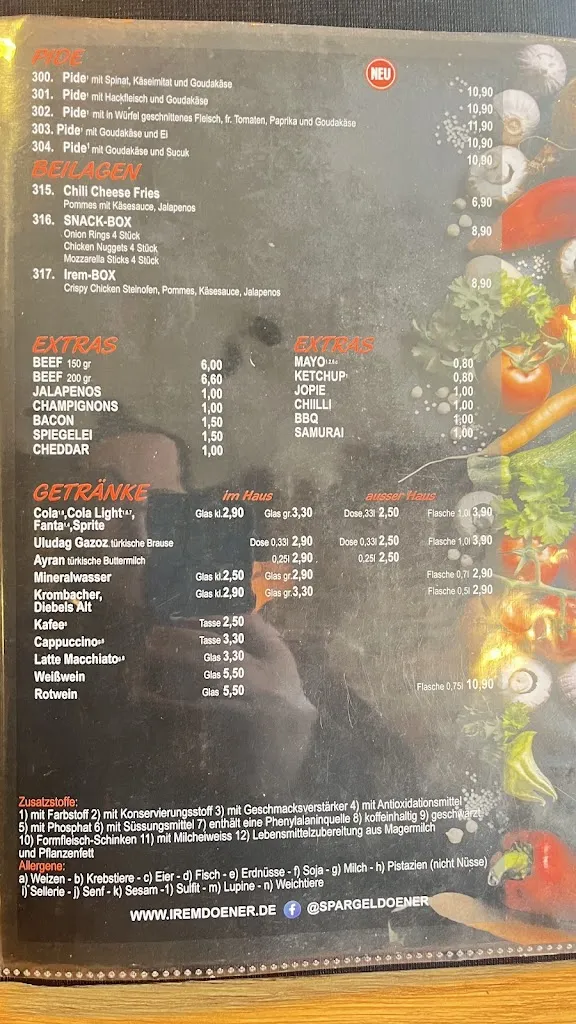 PIDE
NEU
300. Pide¹ mit Spinat, Käseimitat und Goudakäse 10,90
301. Pide¹ mit Hackfleisch und Goudakäse 10,90
302. Pide¹ mit in Würfel geschnittenes Fleisch, fr. Tomaten, Paprika und Goudakäse 11,90
303. Pide¹ mit Goudakäse und Ei 10,90
304. Pide¹ mit Goudakäse und Sucuk 10,90
BEILAGEN
315. Chili Cheese Fries 6,90
Pommes mit Käsesauce, Jalapenos
316. SNACK-BOX 8,90
Onion Rings 4 Stück
Chicken Nuggets 4 Stück
Mozzarella Sticks 4 Stück
317. Irem-BOX 8,90
Crispy Chicken Steinofen, Pommes, Käsesauce, Jalapenos
EXTRAS
BEEF 150 gr 6,00
BEEF 200 gr 6,60
JALAPENOS 1,00
CHAMPIGNONS 1,00
BACON 1,50
SPIEGELEI 1,50
CHEDDAR 1,00
EXTRAS
MAYO 0,80
KETCHUP 0,80
JOPIE 1,00
CHIILLI 1,00
BBQ 1,00
SAMURAI 1,00
GETRÄNKE im Haus ausser Haus
Cola, Cola Light, Glas kl. 2,90 Glas gr. 3,30 Dose,33l 2,50 Flasche 1,0l 3,90
Fanta, Sprite
Uludag Gazoz türkische Brause Dose 0,33l 2,90 Dose 0,33l 2,50 Flasche 1,0l 3,90
Ayran türkische Buttermilch 0,25l 2,90 0,25l 2,50
Mineralwasser Glas kl. 2,50 Glas gr. 2,90 Flasche 0,7l 2,90
Krombacher, Glas kl. 2,90 Glas gr. 3,30 Flasche 0,5l 2,90
Diebels Alt
Kafee Tasse 2,50
Cappuccino Tasse 3,30
Latte Macchiato Glas 3,30
Weißwein Glas 5,50
Rotwein Glas 5,50 Flasche 0,75l 10,90
Zusatzstoffe:
1) mit Farbstoff 2) mit Konservierungsstoff 3) mit Geschmacksverstärker 4) mit Antioxidationsmittel
5) mit Phosphat 6) mit Süssungsmittel 7) enthält eine Phenylalaninquelle 8) koffeinhaltig 9) geschwärzt
10) Formfleisch-Schinken 11) mit Milcheiweiss 12) Lebensmittelzubereitung aus Magermilch
und Pflanzenfett
Allergene:
a) Weizen - b) Krebstiere - c) Eier - d) Fisch - e) Erdnüsse - f) Soja - g) Milch - h) Pistazien (nicht Nüsse)
i) Sellerie - j) Senf - k) Sesam - 1) Sulfit - m) Lupine - n) Weichtiere
WWW.IREMDOENER.DE f @SPARGELDOENER